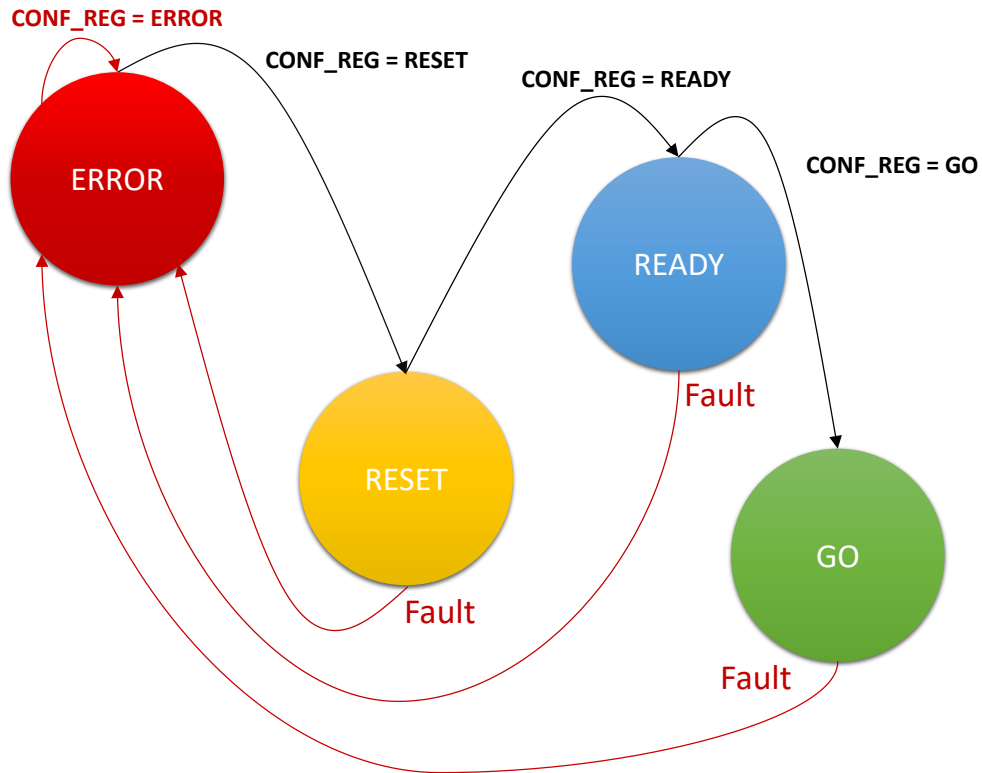 CONF_REG = ERROR
CONF_REG = RESET
CONF_REG = READY
CONF_REG = GO
ERROR
READY
Fault
RESET
GO
Fault
Fault